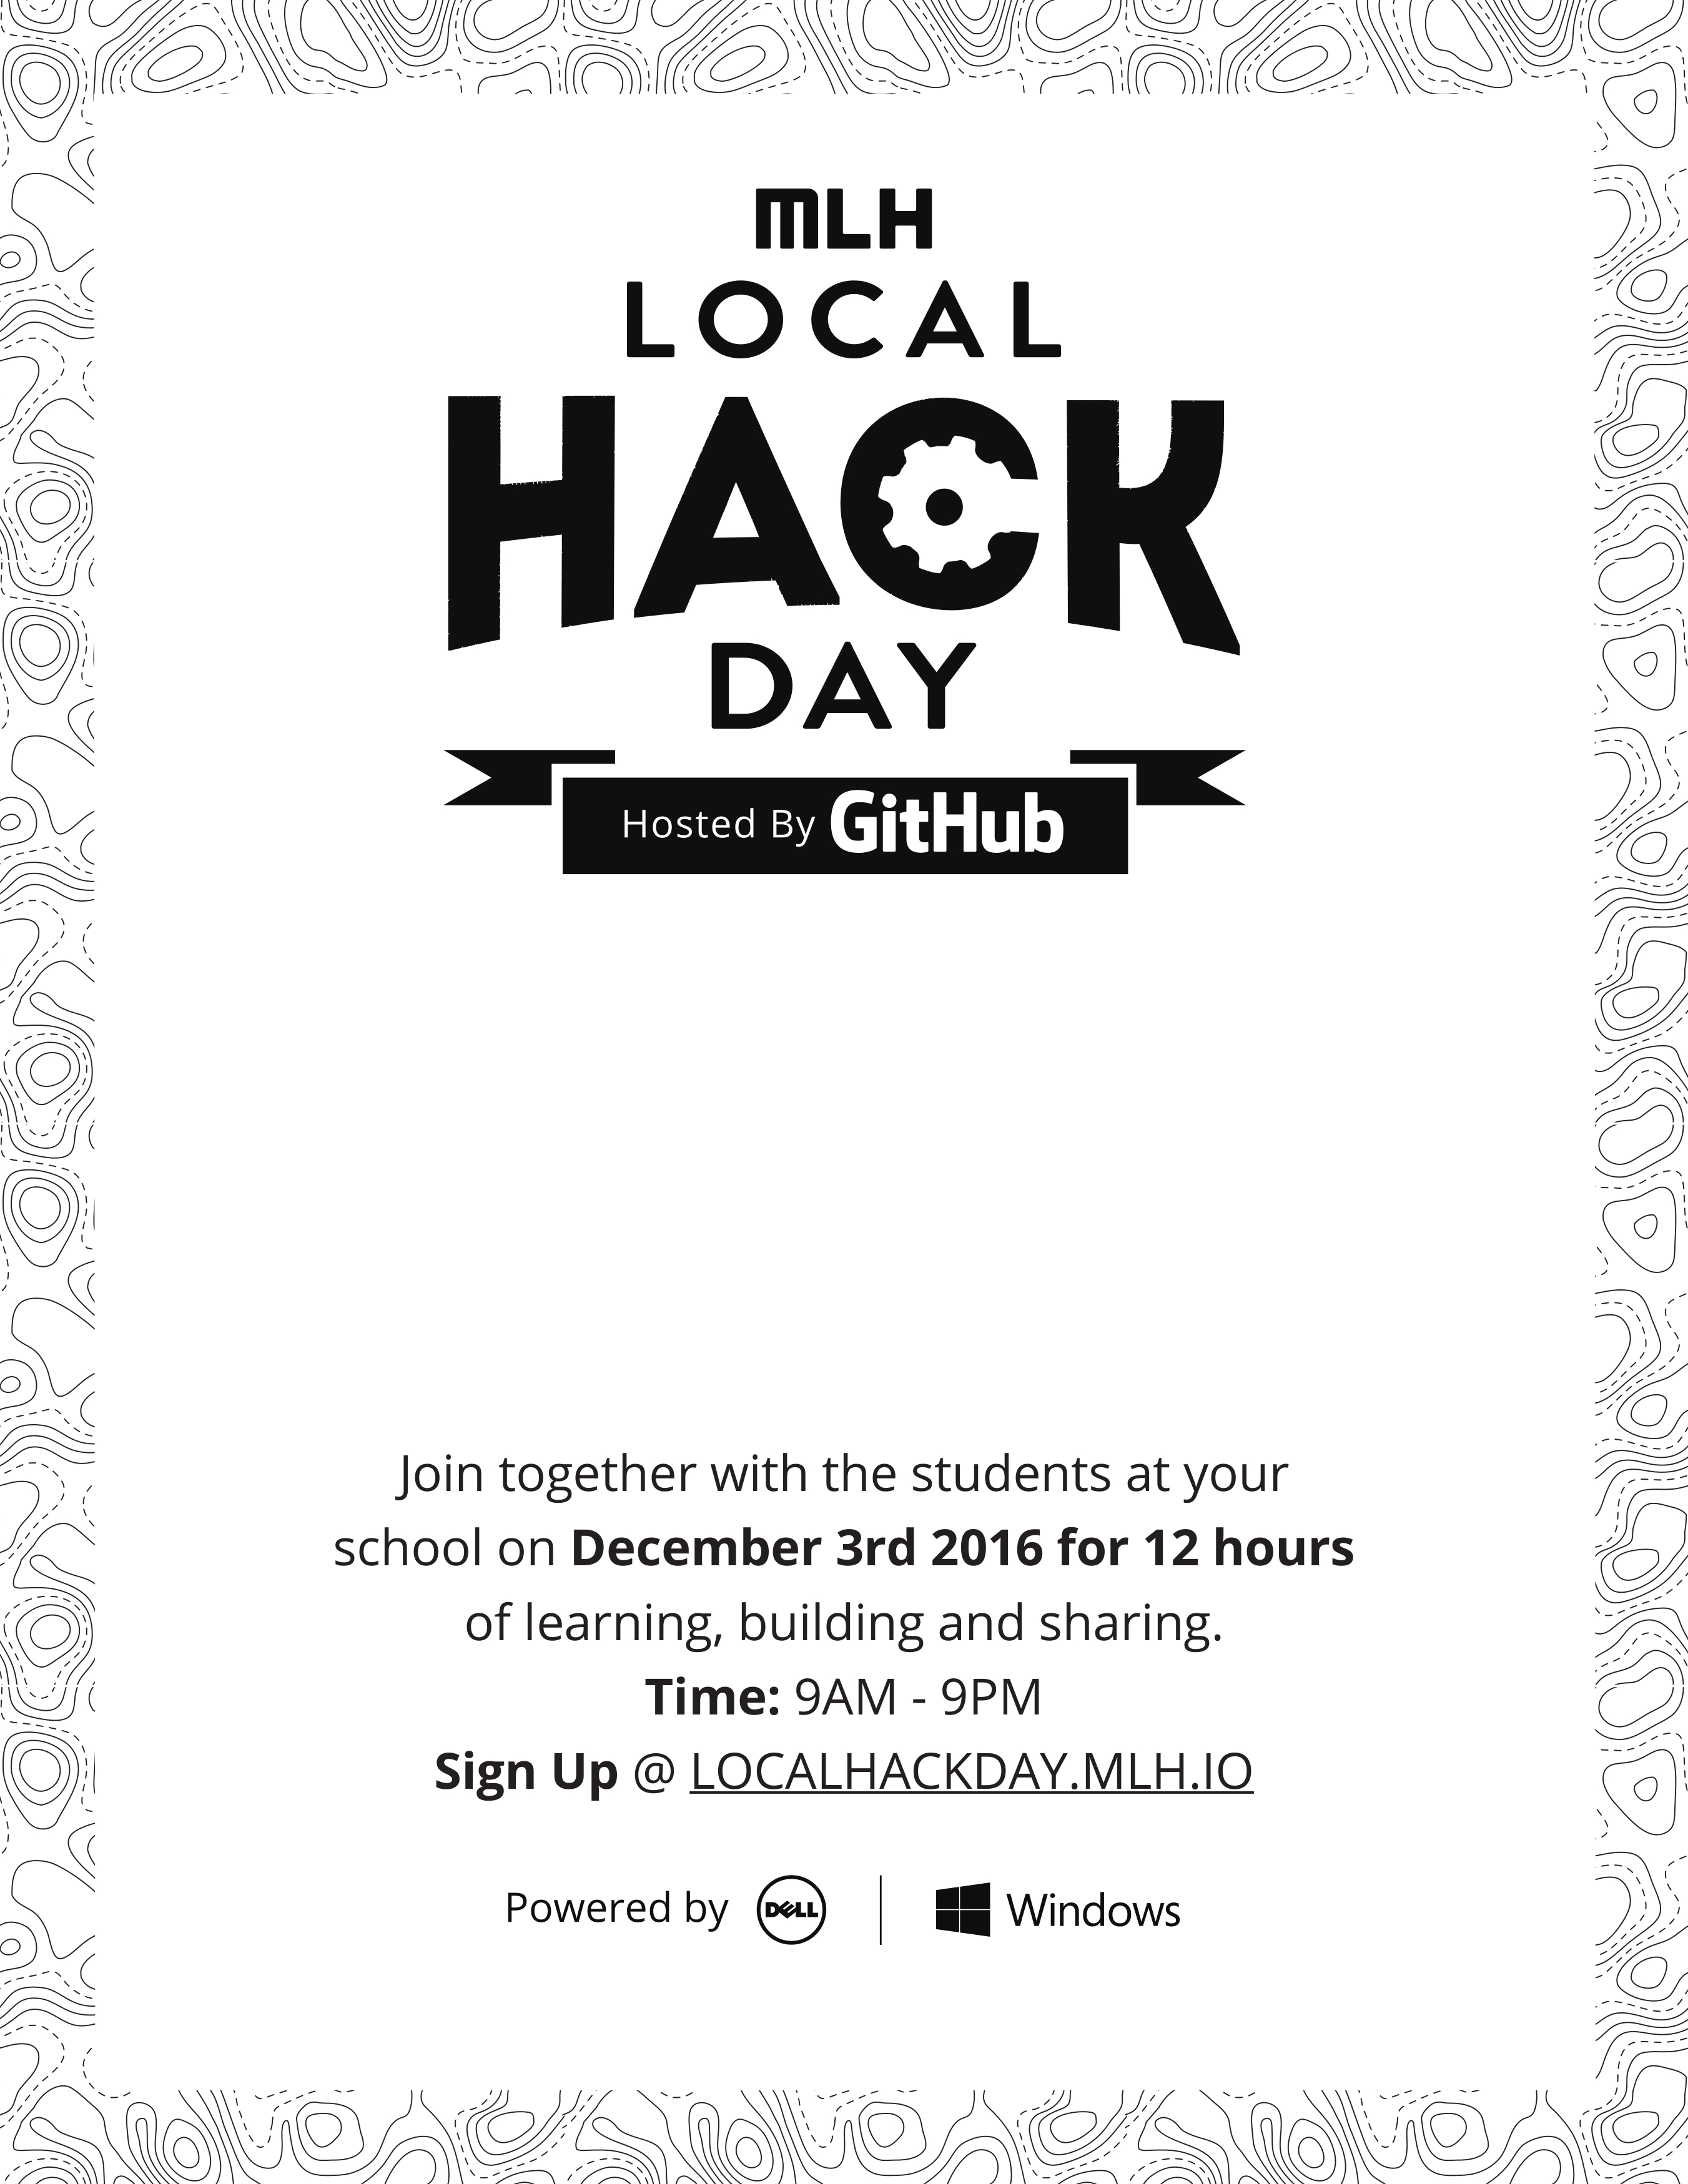 MLH
LOCAL
HACK
DAY
Hosted By GitHub
Join together with the students at your
school on December 3rd 2016 for 12 hours
of learning, building and sharing.
Time: 9AM - 9PM
Sign Up @ LOCALHACKDAY.MLH.IO
Powered by DELL | Windows